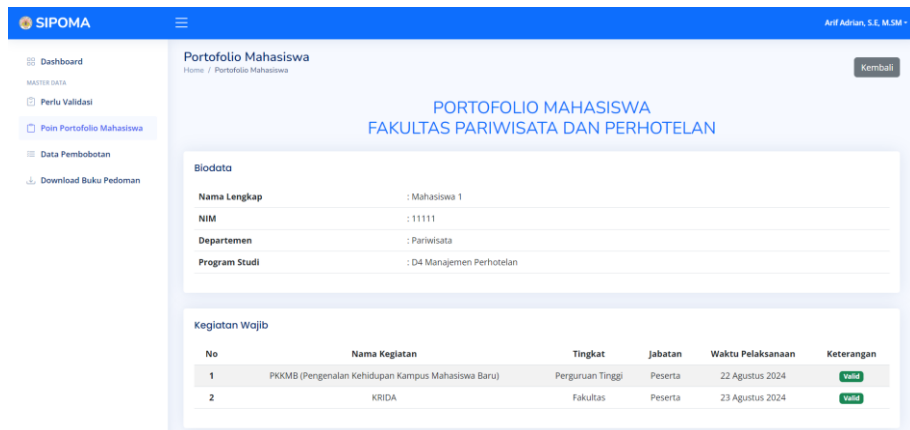 SIPOMA
Arif Adrian, S.E, M.SM
Dashboard
MASTER DATA
Perlu Validasi
Poin Portofolio Mahasiswa
Data Pembobotan
Download Buku Pedoman
Portofolio Mahasiswa
Home / Portofolio Mahasiswa
Kembali
PORTOFOLIO MAHASISWA
FAKULTAS PARIWISATA DAN PERHOTELAN
Biodata
Nama Lengkap : Mahasiswa 1
NIM : 11111
Departemen : Pariwisata
Program Studi : D4 Manajemen Perhotelan
Kegiatan Wajib
No Nama Kegiatan Tingkat Jabatan Waktu Pelaksanaan Keterangan
1 PKKMB (Pengenalan Kehidupan Kampus Mahasiswa Baru) Perguruan Tinggi Peserta 22 Agustus 2024 Valid
2 KRIDA Fakultas Peserta 23 Agustus 2024 Valid